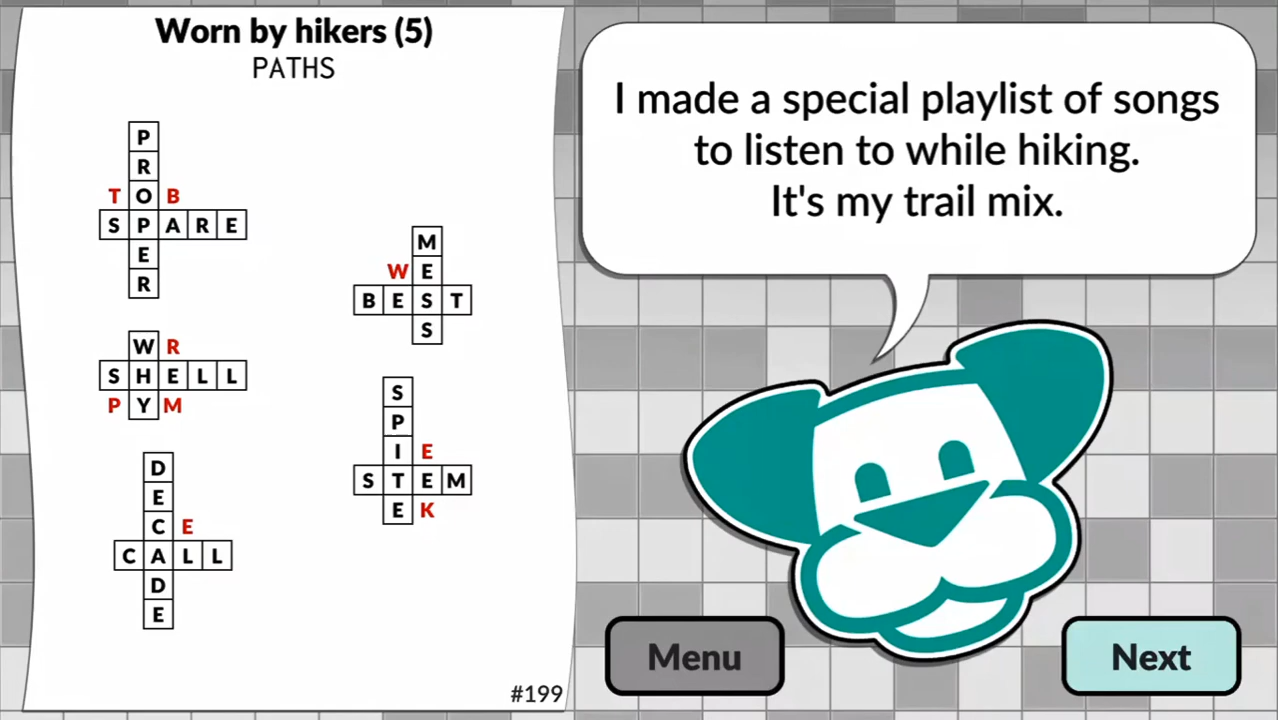 Worn by hikers (5)
PATHS
P
R
T O B
S P A R E
E
R
M
W E
B E S T
S
W R
S H E L L
P Y M
S
P
I E
S T E M
E K
D
E
C E
C A L L
D
E
#199
I made a special playlist of songs
to listen to while hiking.
It's my trail mix.
Menu
Next